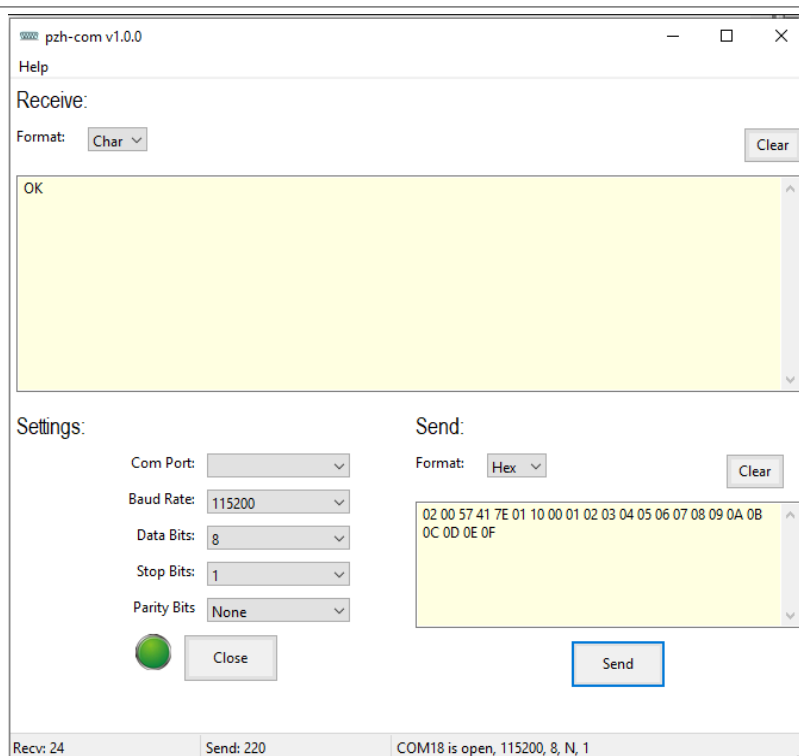 pzh-com v1.0.0
Help
Receive:
Format: Char
Clear
OK
Settings:
Com Port:
Baud Rate: 115200
Data Bits: 8
Stop Bits: 1
Parity Bits None
Close
Send:
Format: Hex
Clear
02 00 57 41 7E 01 10 00 01 02 03 04 05 06 07 08 09 0A 0B
0C 0D 0E 0F
Send
Recv: 24 Send: 220 COM18 is open, 115200, 8, N, 1